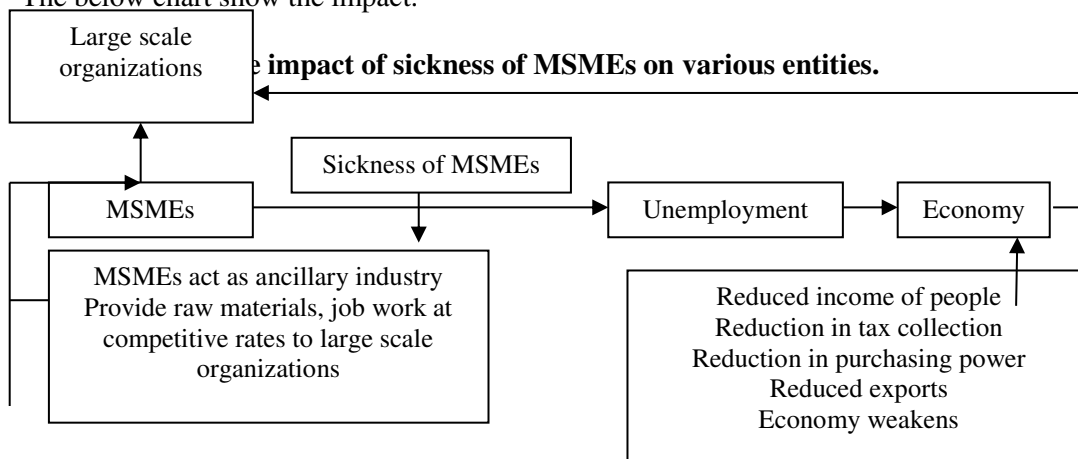 The below chart show the impact.
Large scale
organizations
impact of sickness of MSMEs on various entities.
Sickness of MSMEs
MSMEs
Unemployment
Economy
MSMEs act as ancillary industry
Provide raw materials, job work at
competitive rates to large scale
organizations
Reduced income of people
Reduction in tax collection
Reduction in purchasing power
Reduced exports
Economy weakens